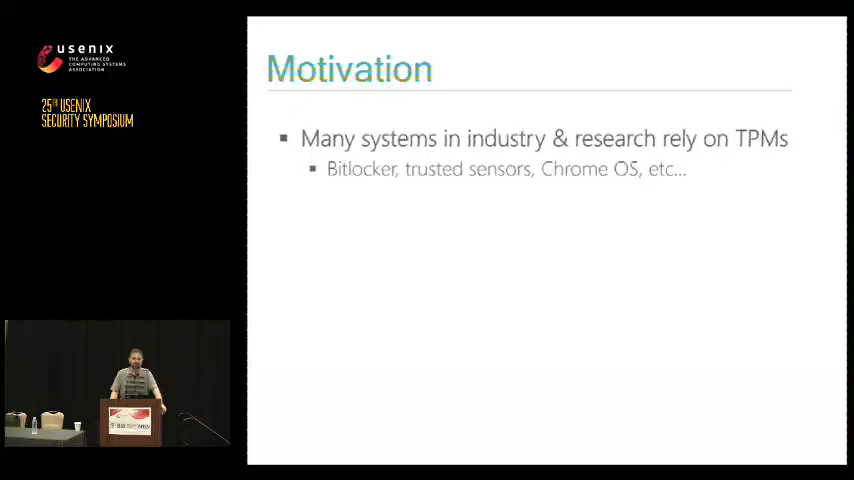 usenix
THE ADVANCED
COMPUTING SYSTEMS
ASSOCIATION
25TH USENIX
SECURITY SYMPOSIUM
Motivation
▪ Many systems in industry & research rely on TPMs
▪ Bitlocker, trusted sensors, Chrome OS, etc...